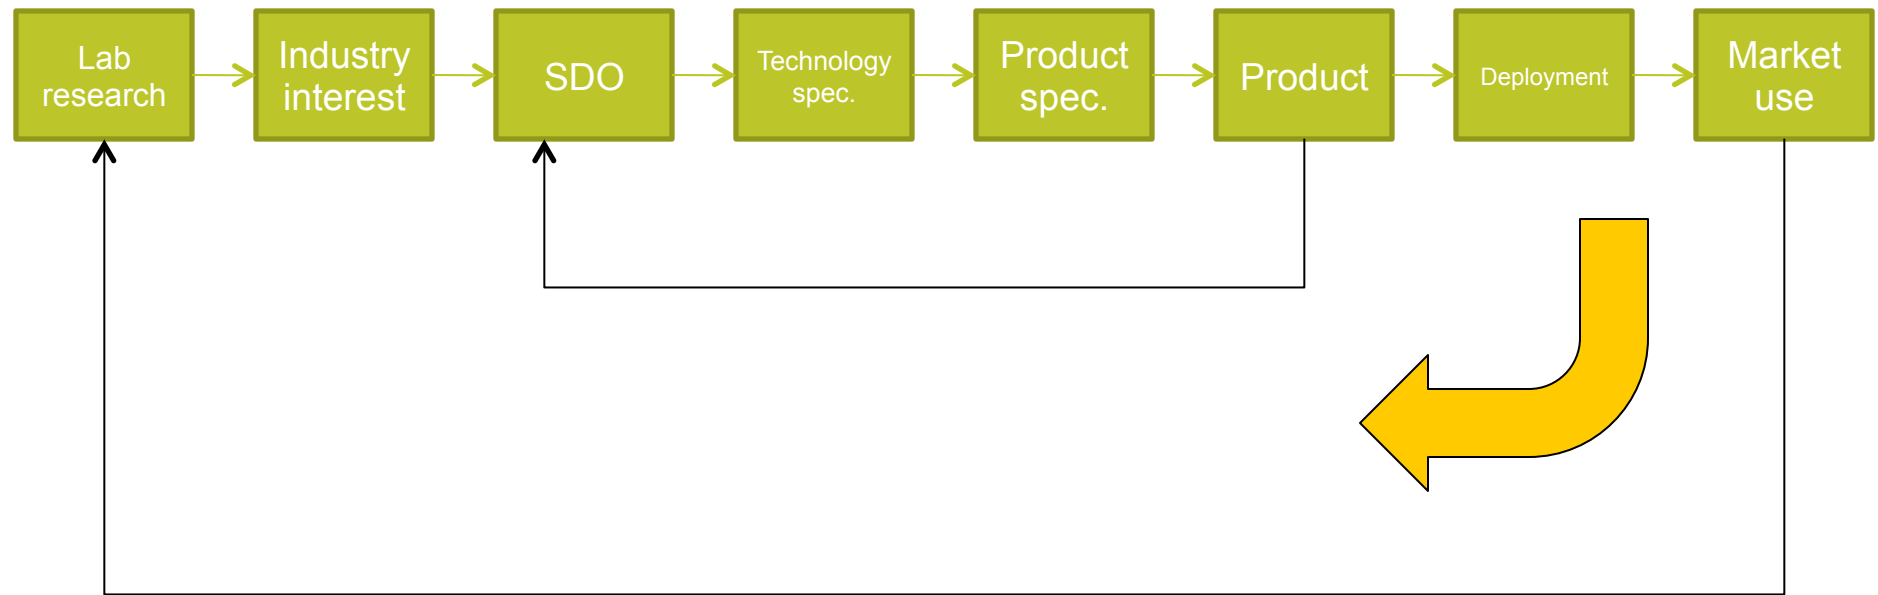 Lab
research
Industry
interest
SDO
Technology
spec.
Product
spec.
Product
Deployment
Market
use